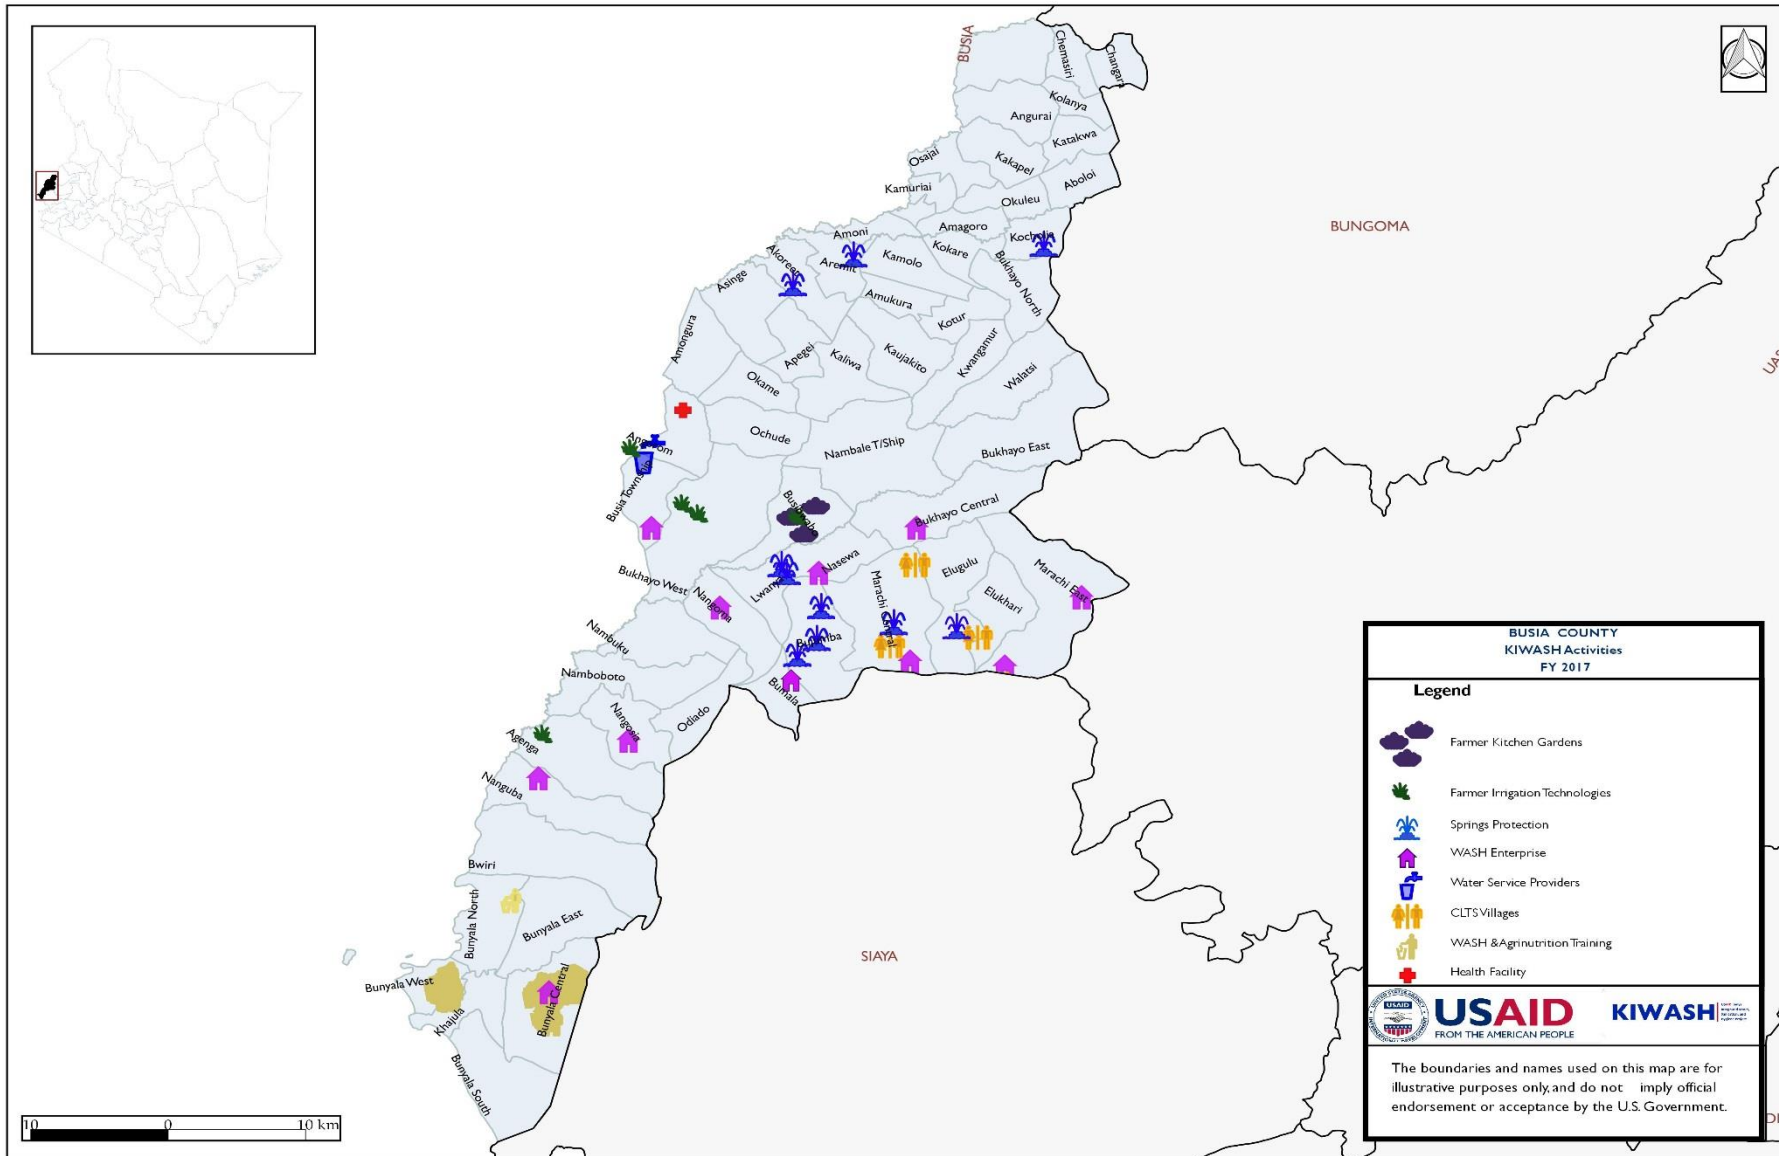 BUSIA
Chemasiri
Changara
Kolanya
Angurai
Katakwa
Osajai
Kakapel
Aboloi
Kamuriai
Okuleu
Amoni
Amagoro
Akoreet
Aremit
Kamolo
Kokare
Bukhayo North
Asinge
Amukura
Kotur
Amongura
Apegei
Kaliwa
Kaujakito
Kwangamur
Walatsi
Okame
Ochude
Nambale T/Ship
Bukhayo East
Busia Township
Bukhayo Central
Bukhayo West
Nangoma
Lwanya
Nasewa
Marachi Central
Elugulu
Elukhari
Marachi East
Nambuku
Namboboto
Nangosia
Odiado
Bumala
Agenga
Nanguba
Bwiri
Bunyala North
Bunyala East
Bunyala West
Khajula
Bunyala Central
Bunyala South
BUNGOMA
SIAYA
BUSIA COUNTY
KIWASH Activities
FY 2017
Legend
Farmer Kitchen Gardens
Farmer Irrigation Technologies
Springs Protection
WASH Enterprise
Water Service Providers
CLTS Villages
WASH & Agrinutrition Training
Health Facility
USAID
FROM THE AMERICAN PEOPLE
KIWASH
The boundaries and names used on this map are for
illustrative purposes only, and do not imply official
endorsement or acceptance by the U.S. Government.
10 0 10 km